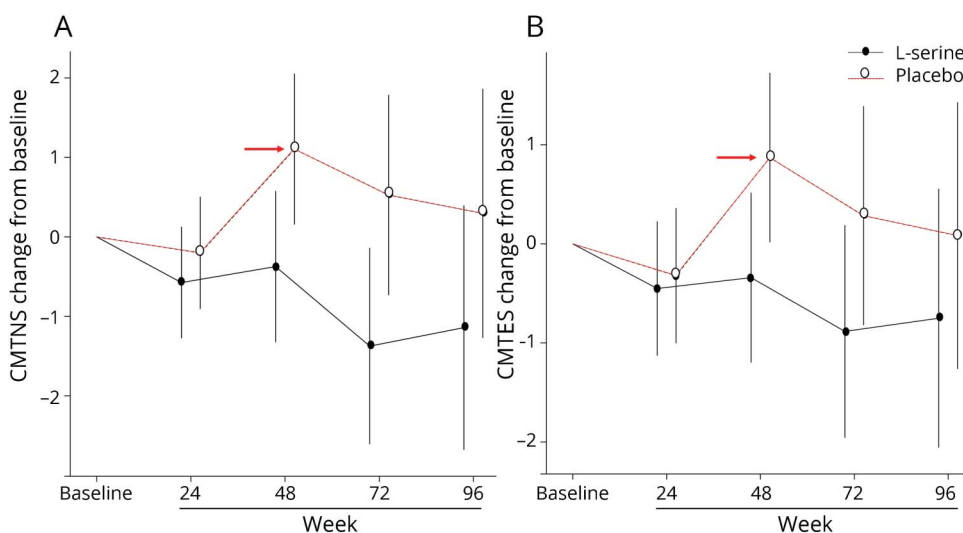 A
CMTNS change from baseline
2
1
0
−1
−2
Baseline 24 48 72 96
Week
B
L-serine
Placebo
CMTES change from baseline
1
0
−1
−2
Baseline 24 48 72 96
Week